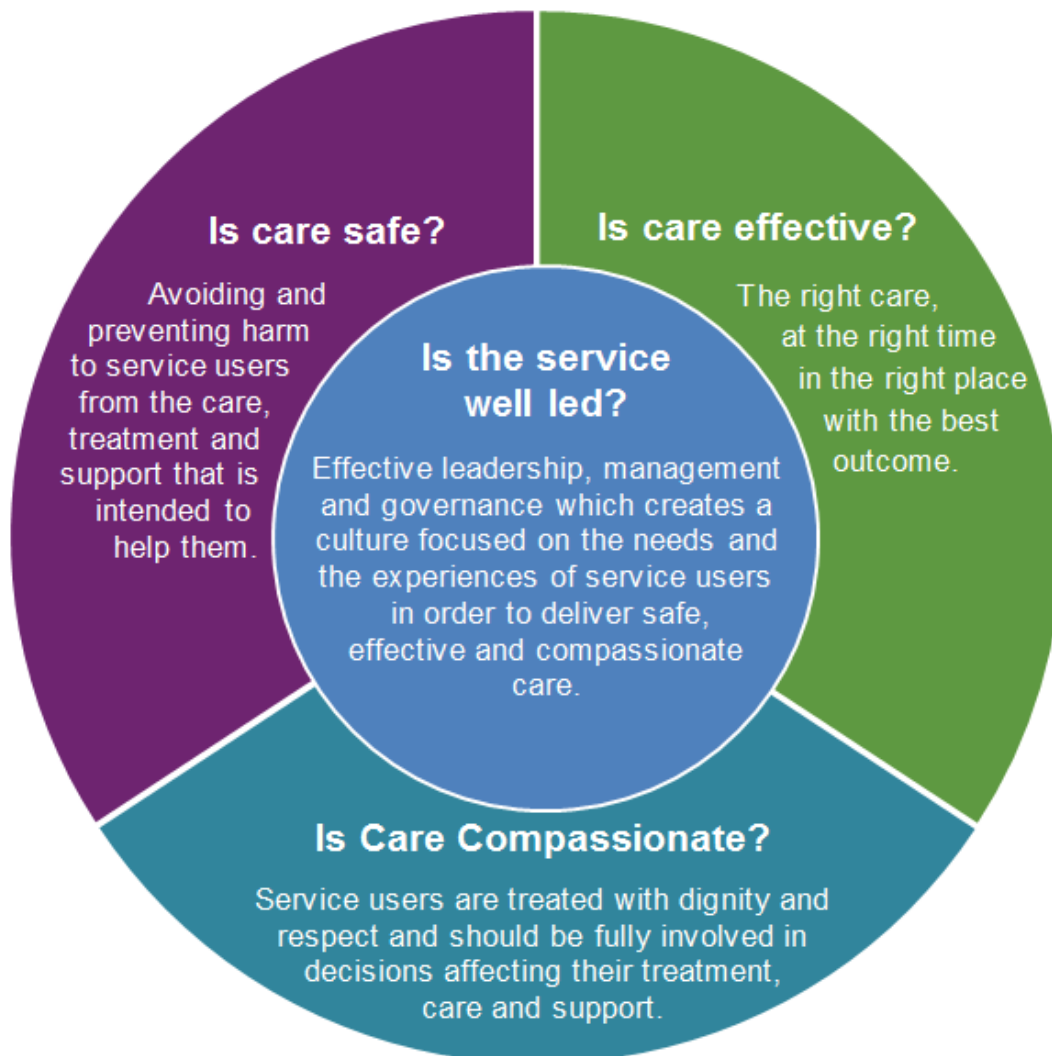 Is care safe?
Avoiding and
preventing harm
to service users
from the care,
treatment and
support that is
intended to
help them.
Is care effective?
The right care,
at the right time
in the right place
with the best
outcome.
Is the service
well led?
Effective leadership, management
and governance which creates a
culture focused on the needs and
the experiences of service users
in order to deliver safe,
effective and compassionate
care.
Is Care Compassionate?
Service users are treated with dignity and
respect and should be fully involved in
decisions affecting their treatment,
care and support.